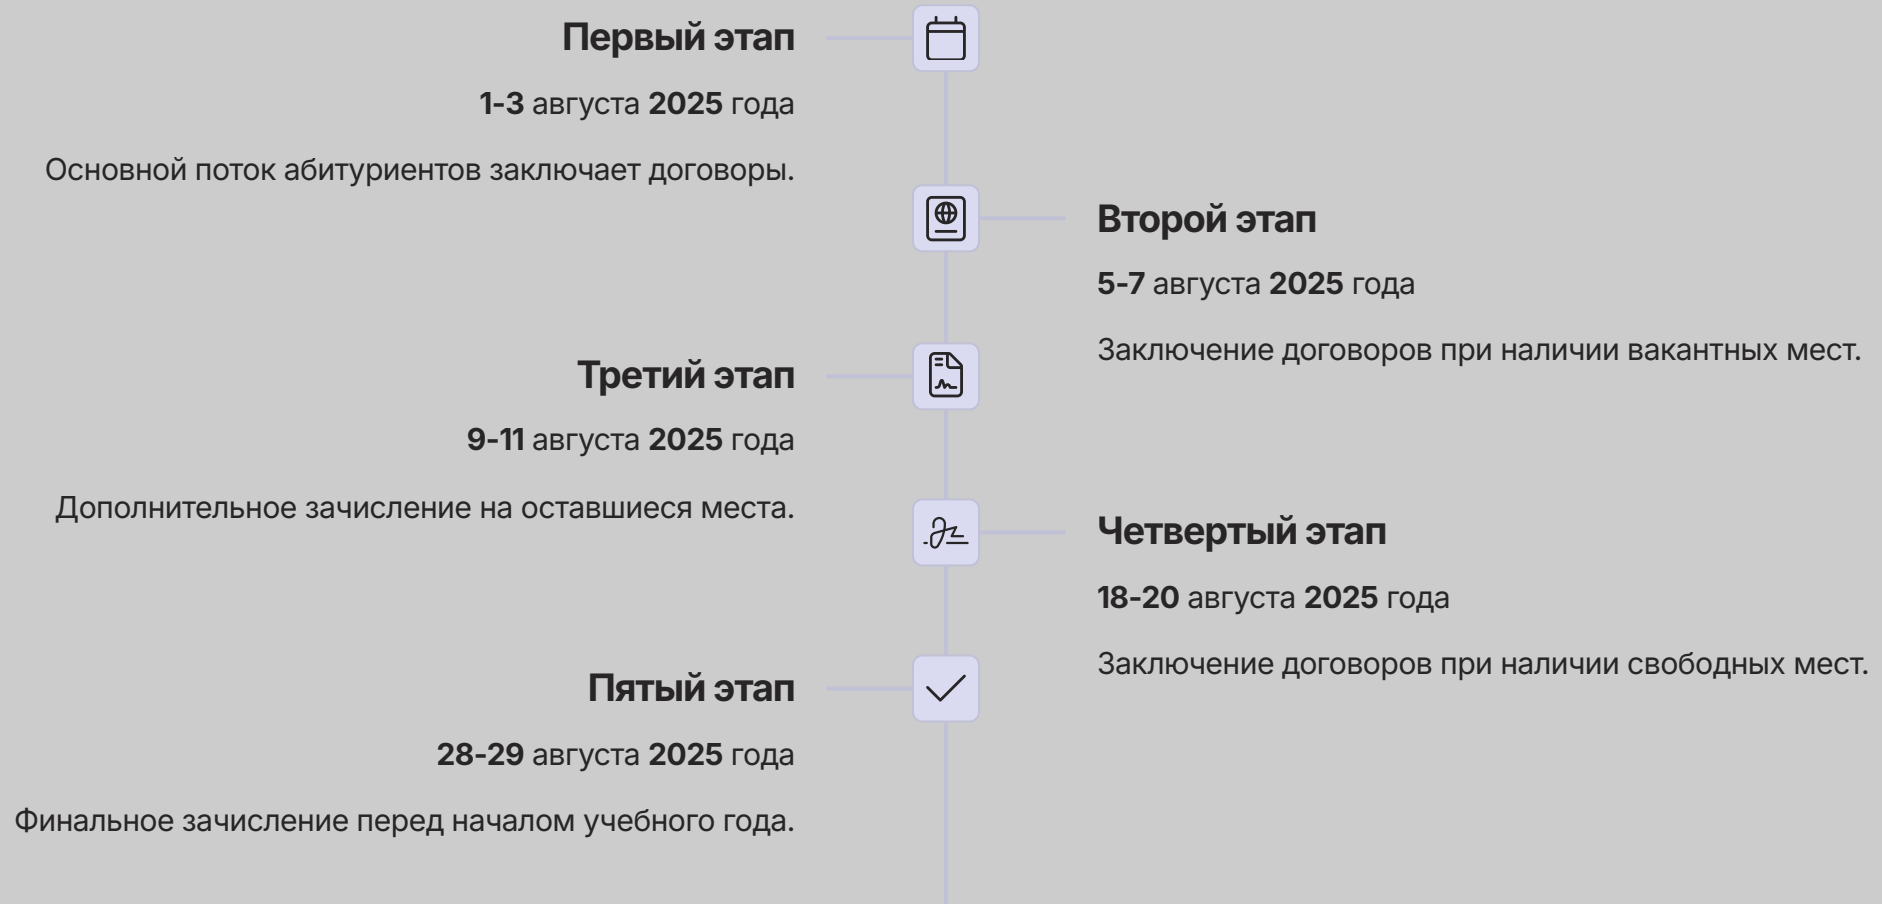 Первый этап
1-3 августа 2025 года
Основной поток абитуриентов заключает договоры.
Второй этап
5-7 августа 2025 года
Заключение договоров при наличии вакантных мест.
Третий этап
9-11 августа 2025 года
Дополнительное зачисление на оставшиеся места.
Четвертый этап
18-20 августа 2025 года
Заключение договоров при наличии свободных мест.
Пятый этап
28-29 августа 2025 года
Финальное зачисление перед началом учебного года.